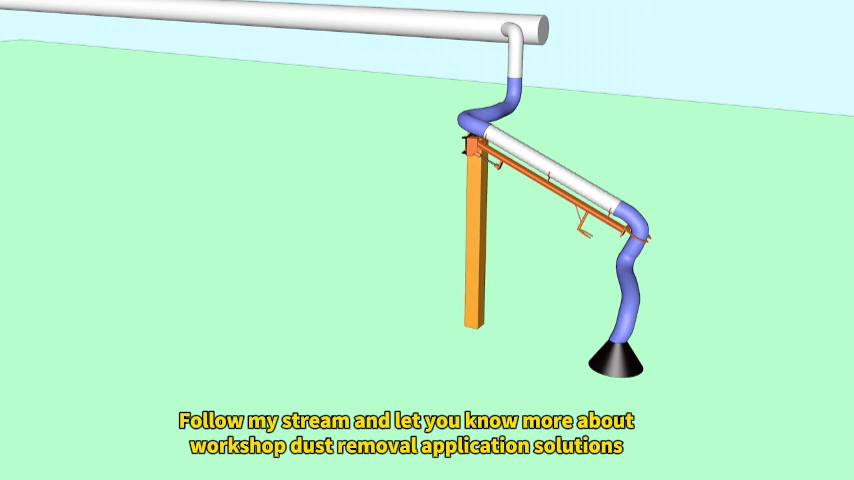 Follow my stream and let you know more about
workshop dust removal application solutions